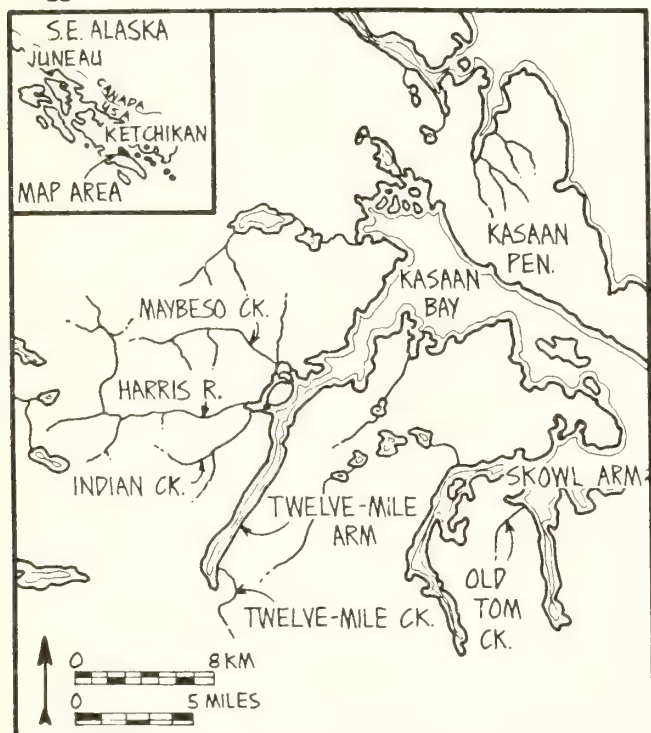 S.E. ALASKA
JUNEAU
CANADA
USA
KETCHIKAN
MAP AREA
KASAAN
PEN.
KASAAN
BAY
MAYBESO CK.
HARRIS R.
INDIAN CK.
SKOWL ARM
TWELVE-MILE
ARM
OLD
TOM
CK.
TWELVE-MILE CK.
0 8 KM
0 5 MILES